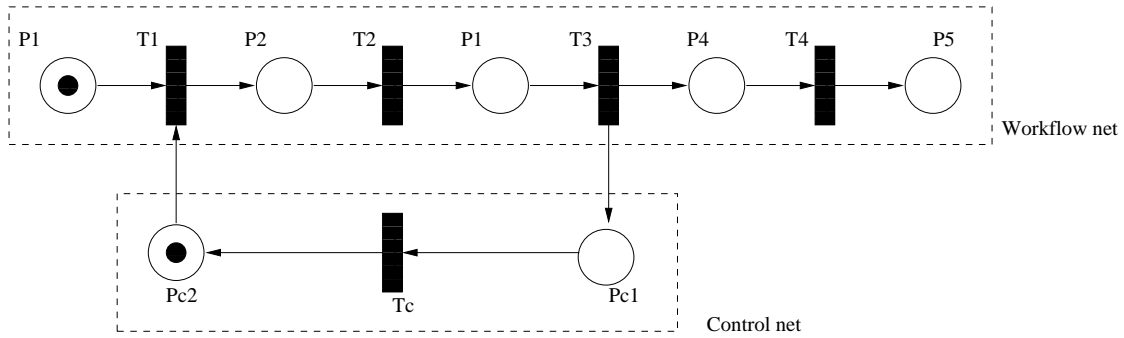 P1 T1 P2 T2 P1 T3 P4 T4 P5
Workflow net
Pc2 Tc Pc1
Control net